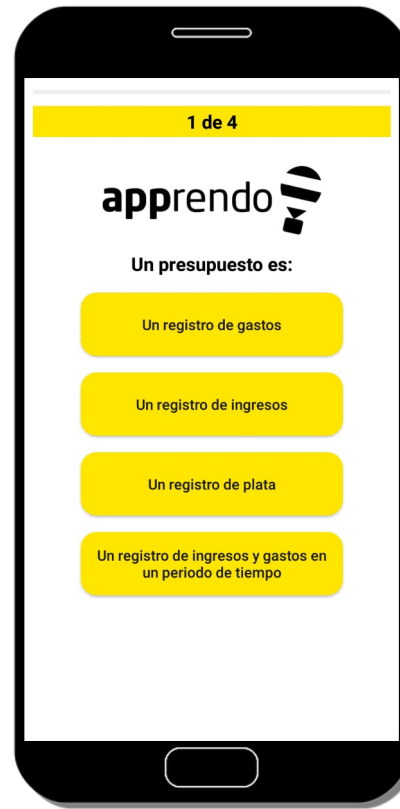 1 de 4
apprendo
Un presupuesto es:
Un registro de gastos
Un registro de ingresos
Un registro de plata
Un registro de ingresos y gastos en
un periodo de tiempo